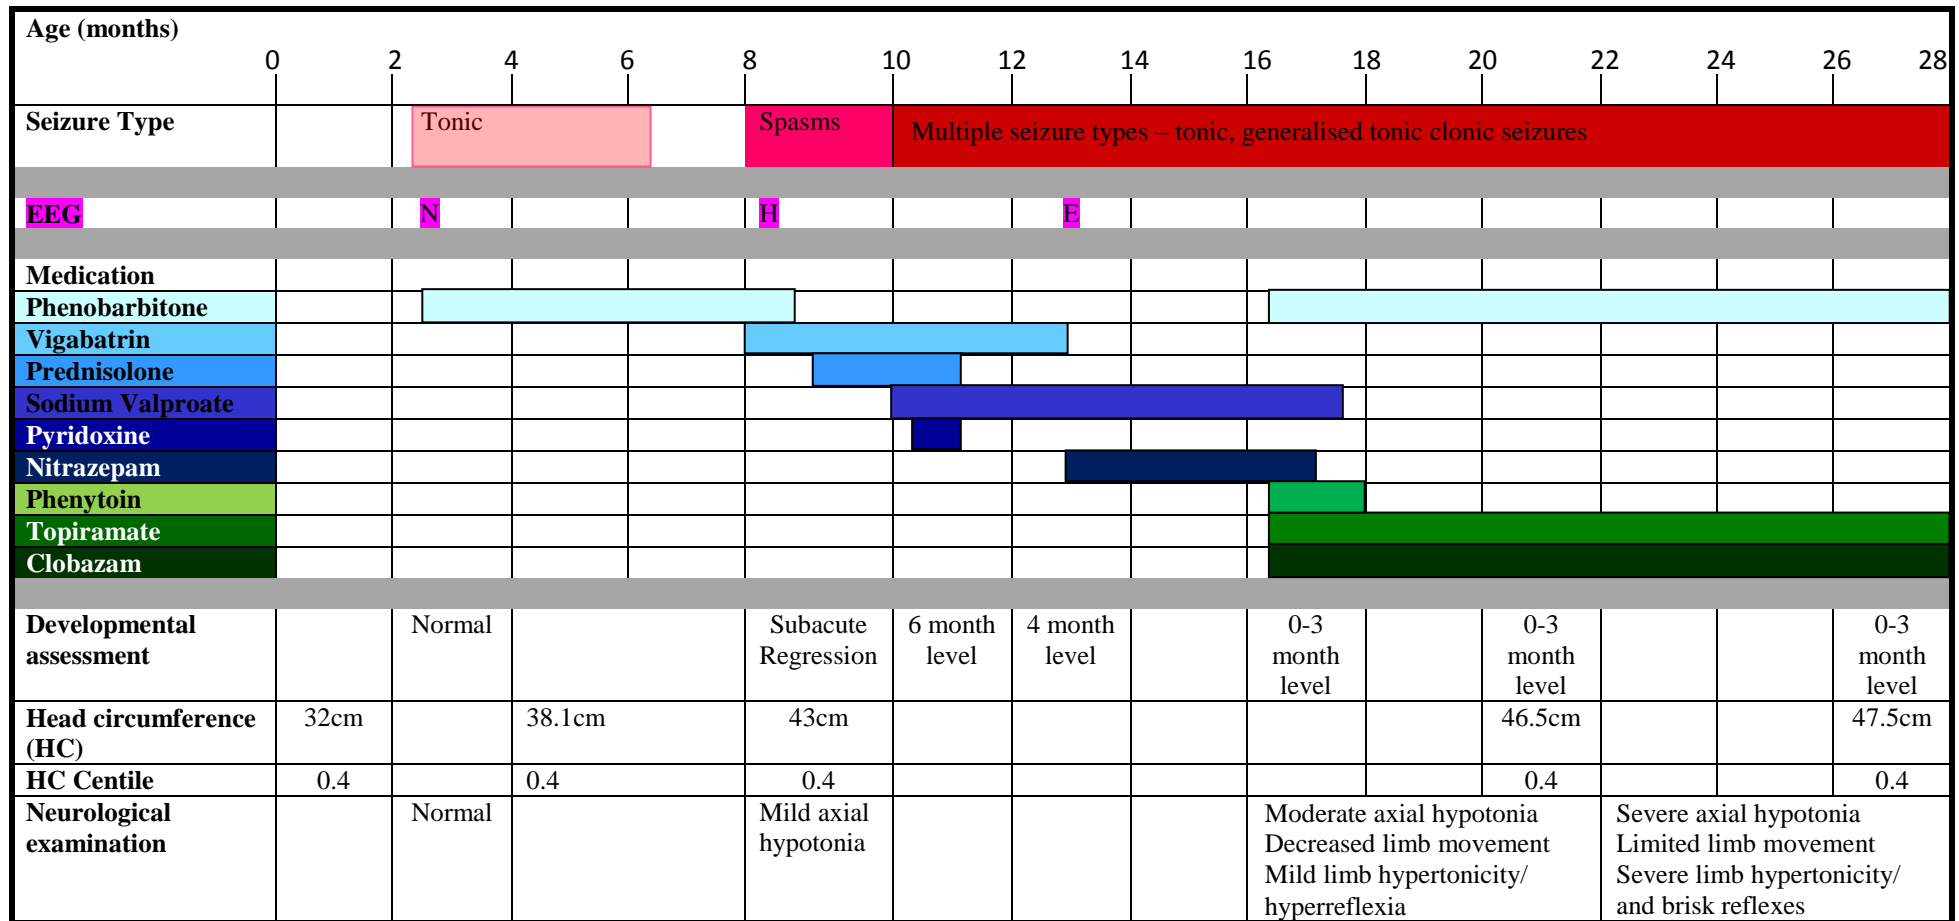 Age (months)
0 2 4 6 8 10 12 14 16 18 20 22 24 26 28
Seizure Type Tonic Spasms Multiple seizure types – tonic, generalised tonic clonic seizures
EEG N H E
Medication
Phenobarbitone
Vigabatrin
Prednisolone
Sodium Valproate
Pyridoxine
Nitrazepam
Phenytoin
Topiramate
Clobazam
Developmental Normal Subacute 6 month 4 month 0-3 0-3 0-3
assessment Regression level level month month month
level level level
Head circumference 32cm 38.1cm 43cm 46.5cm 47.5cm
(HC)
HC Centile 0.4 0.4 0.4 0.4 0.4
Neurological Normal Mild axial Moderate axial hypotonia Severe axial hypotonia
examination hypotonia Decreased limb movement Limited limb movement
Mild limb hypertonicity/ Severe limb hypertonicity/
hyperreflexia and brisk reflexes